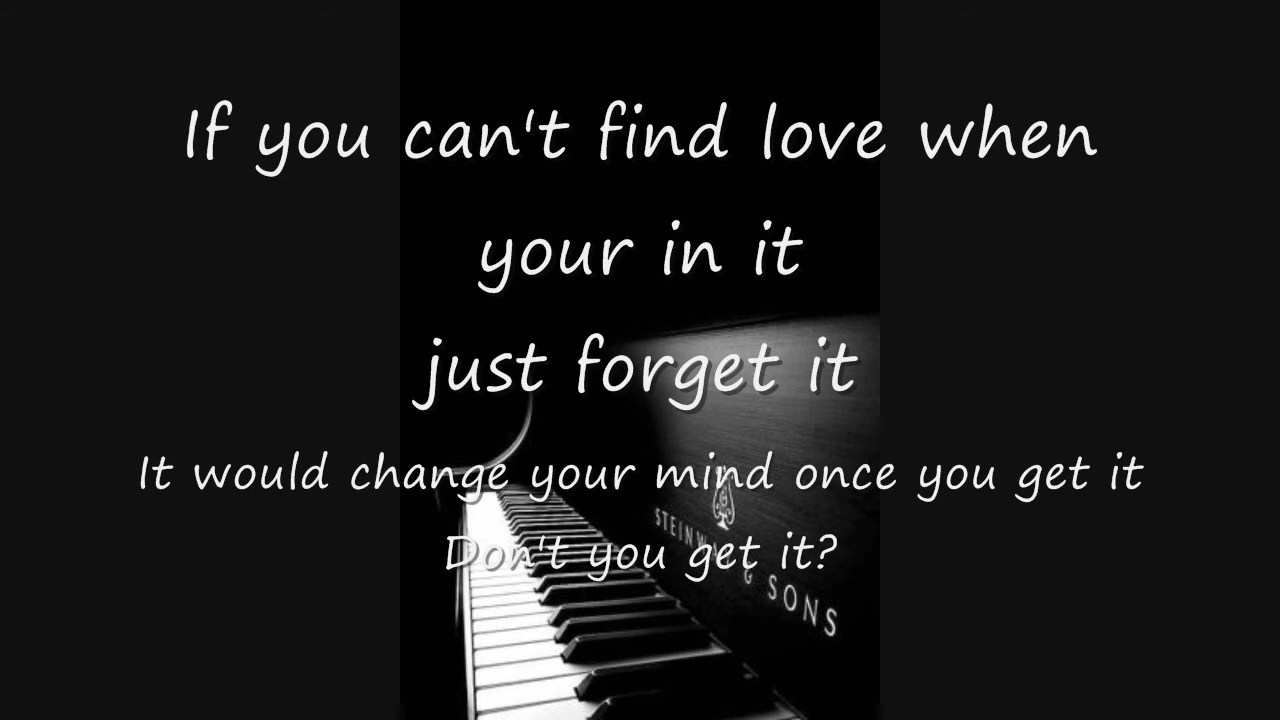 If you can't find love when
your in it
just forget it
It would change your mind once you get it
Don't you get it?
STEINWAY & SONS